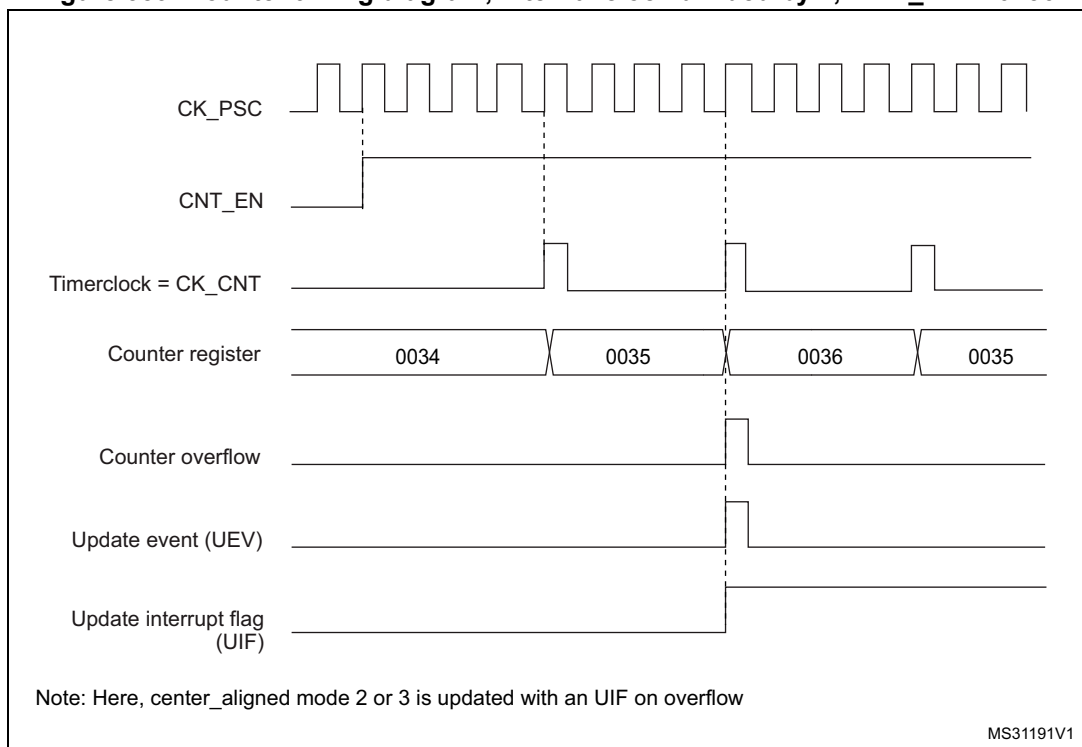 CK_PSC
CNT_EN
Timerclock = CK_CNT
Counter register 0034 0035 0036 0035
Counter overflow
Update event (UEV)
Update interrupt flag
(UIF)
Note: Here, center_aligned mode 2 or 3 is updated with an UIF on overflow
MS31191V1